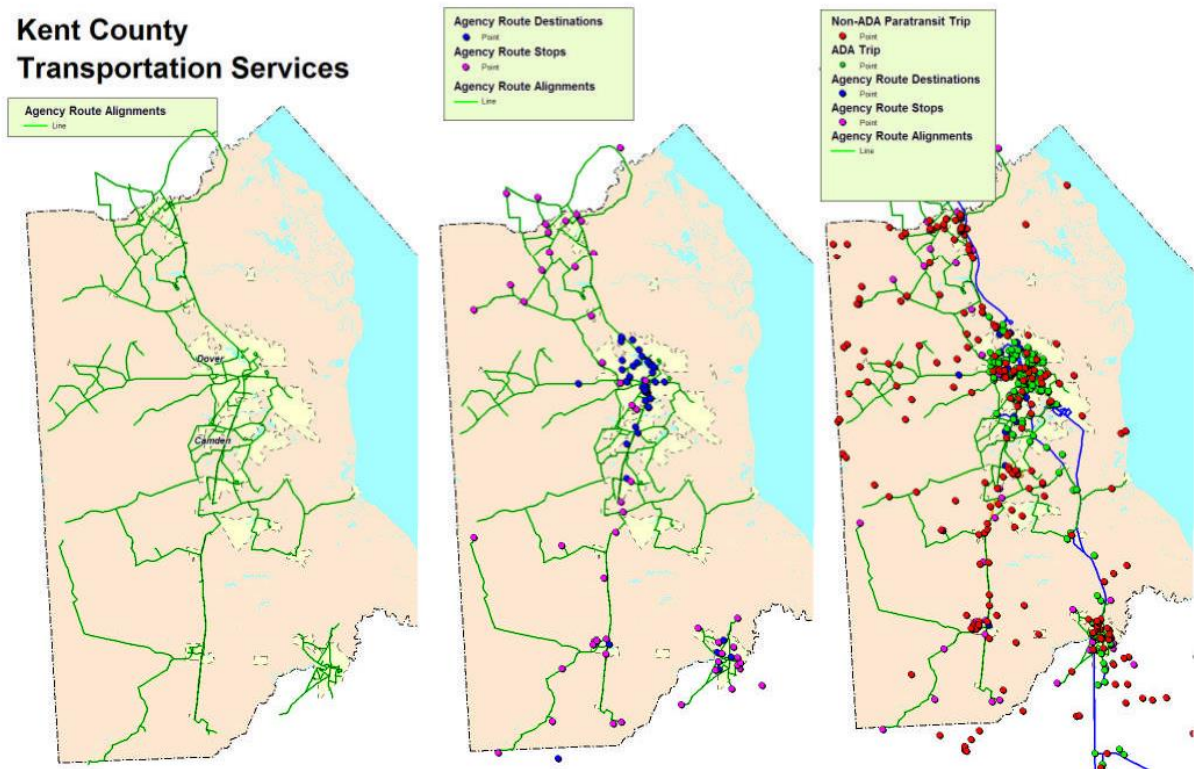 Kent County
Transportation Services
Agency Route Alignments
Line
Dover
Camden
Agency Route Destinations
Point
Agency Route Stops
Point
Agency Route Alignments
Line
Non-ADA Paratransit Trip
Point
ADA Trip
Point
Agency Route Destinations
Point
Agency Route Stops
Point
Agency Route Alignments
Line